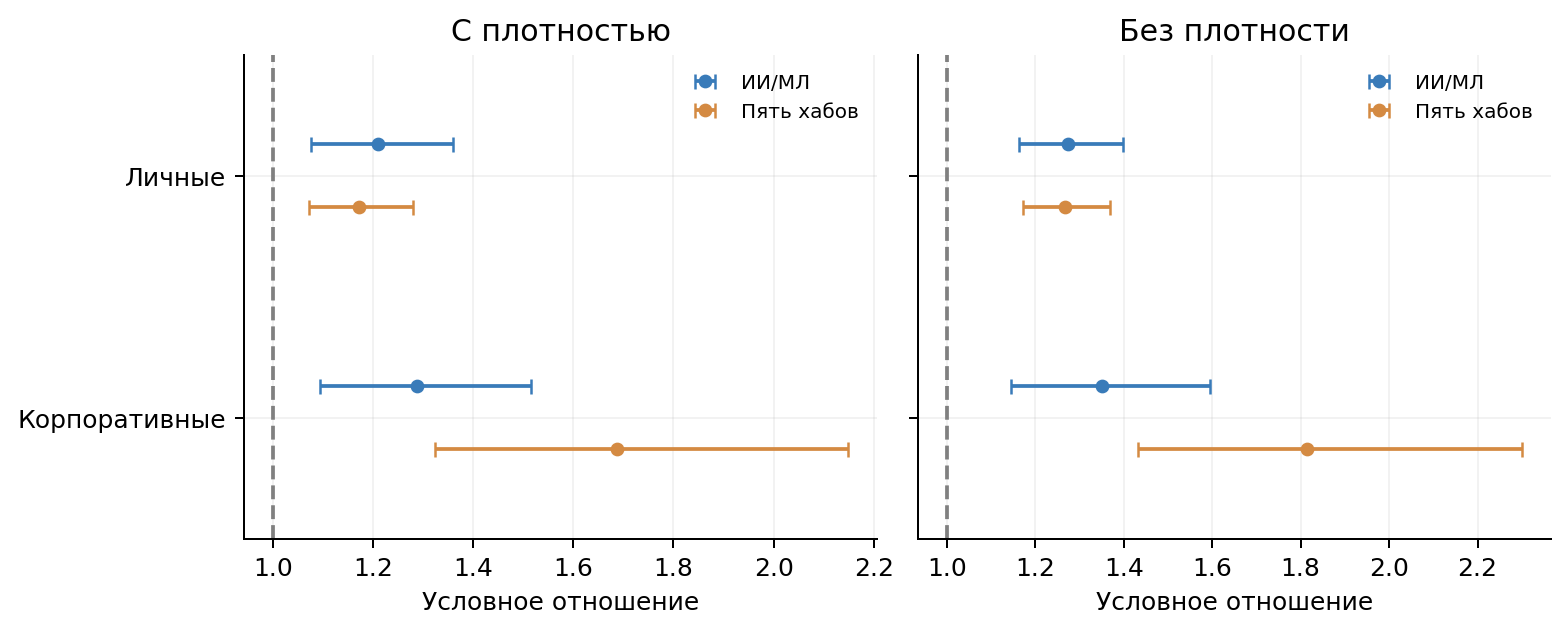 С плотностью
ИИ/МЛ
Пять хабов
Личные
Корпоративные
1.0 1.2 1.4 1.6 1.8 2.0 2.2
Условное отношение
Без плотности
ИИ/МЛ
Пять хабов
1.0 1.2 1.4 1.6 1.8 2.0 2.2
Условное отношение